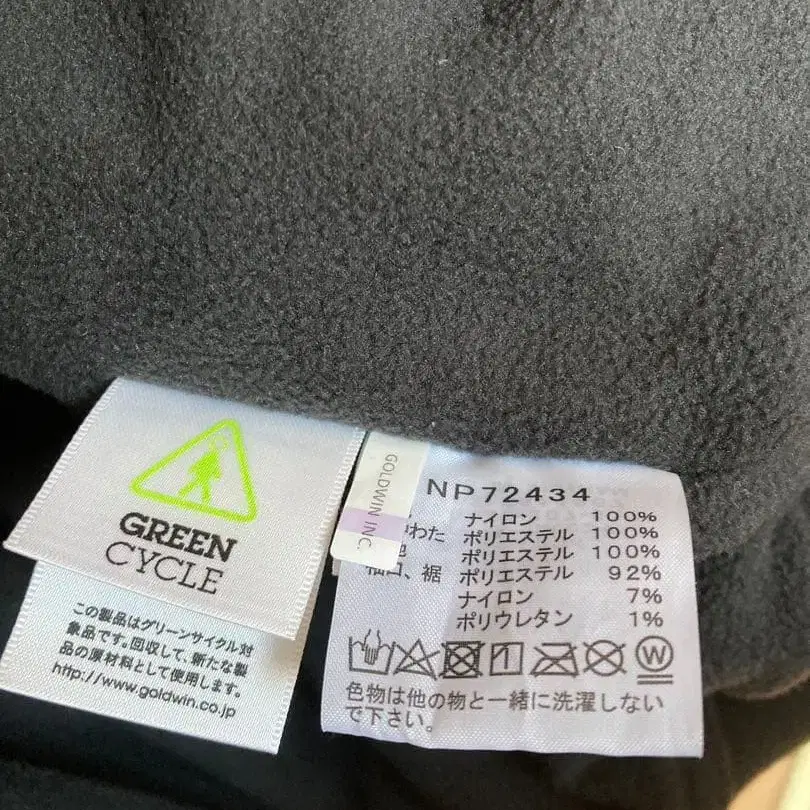 GREEN
CYCLE
この製品はグリーンサイクル対
象品です。回収して、新たな製
品の原材料として使用します。
http://www.goldwin.co.jp
GOLDWIN INC.
NP72434
ナイロン 100%
わた ポリエステル 100%
地 ポリエステル 100%
袖口、裾 ポリエステル 92%
ナイロン 7%
ポリウレタン 1%
W
色物は他の物と一緒に洗濯しない
で下さい。